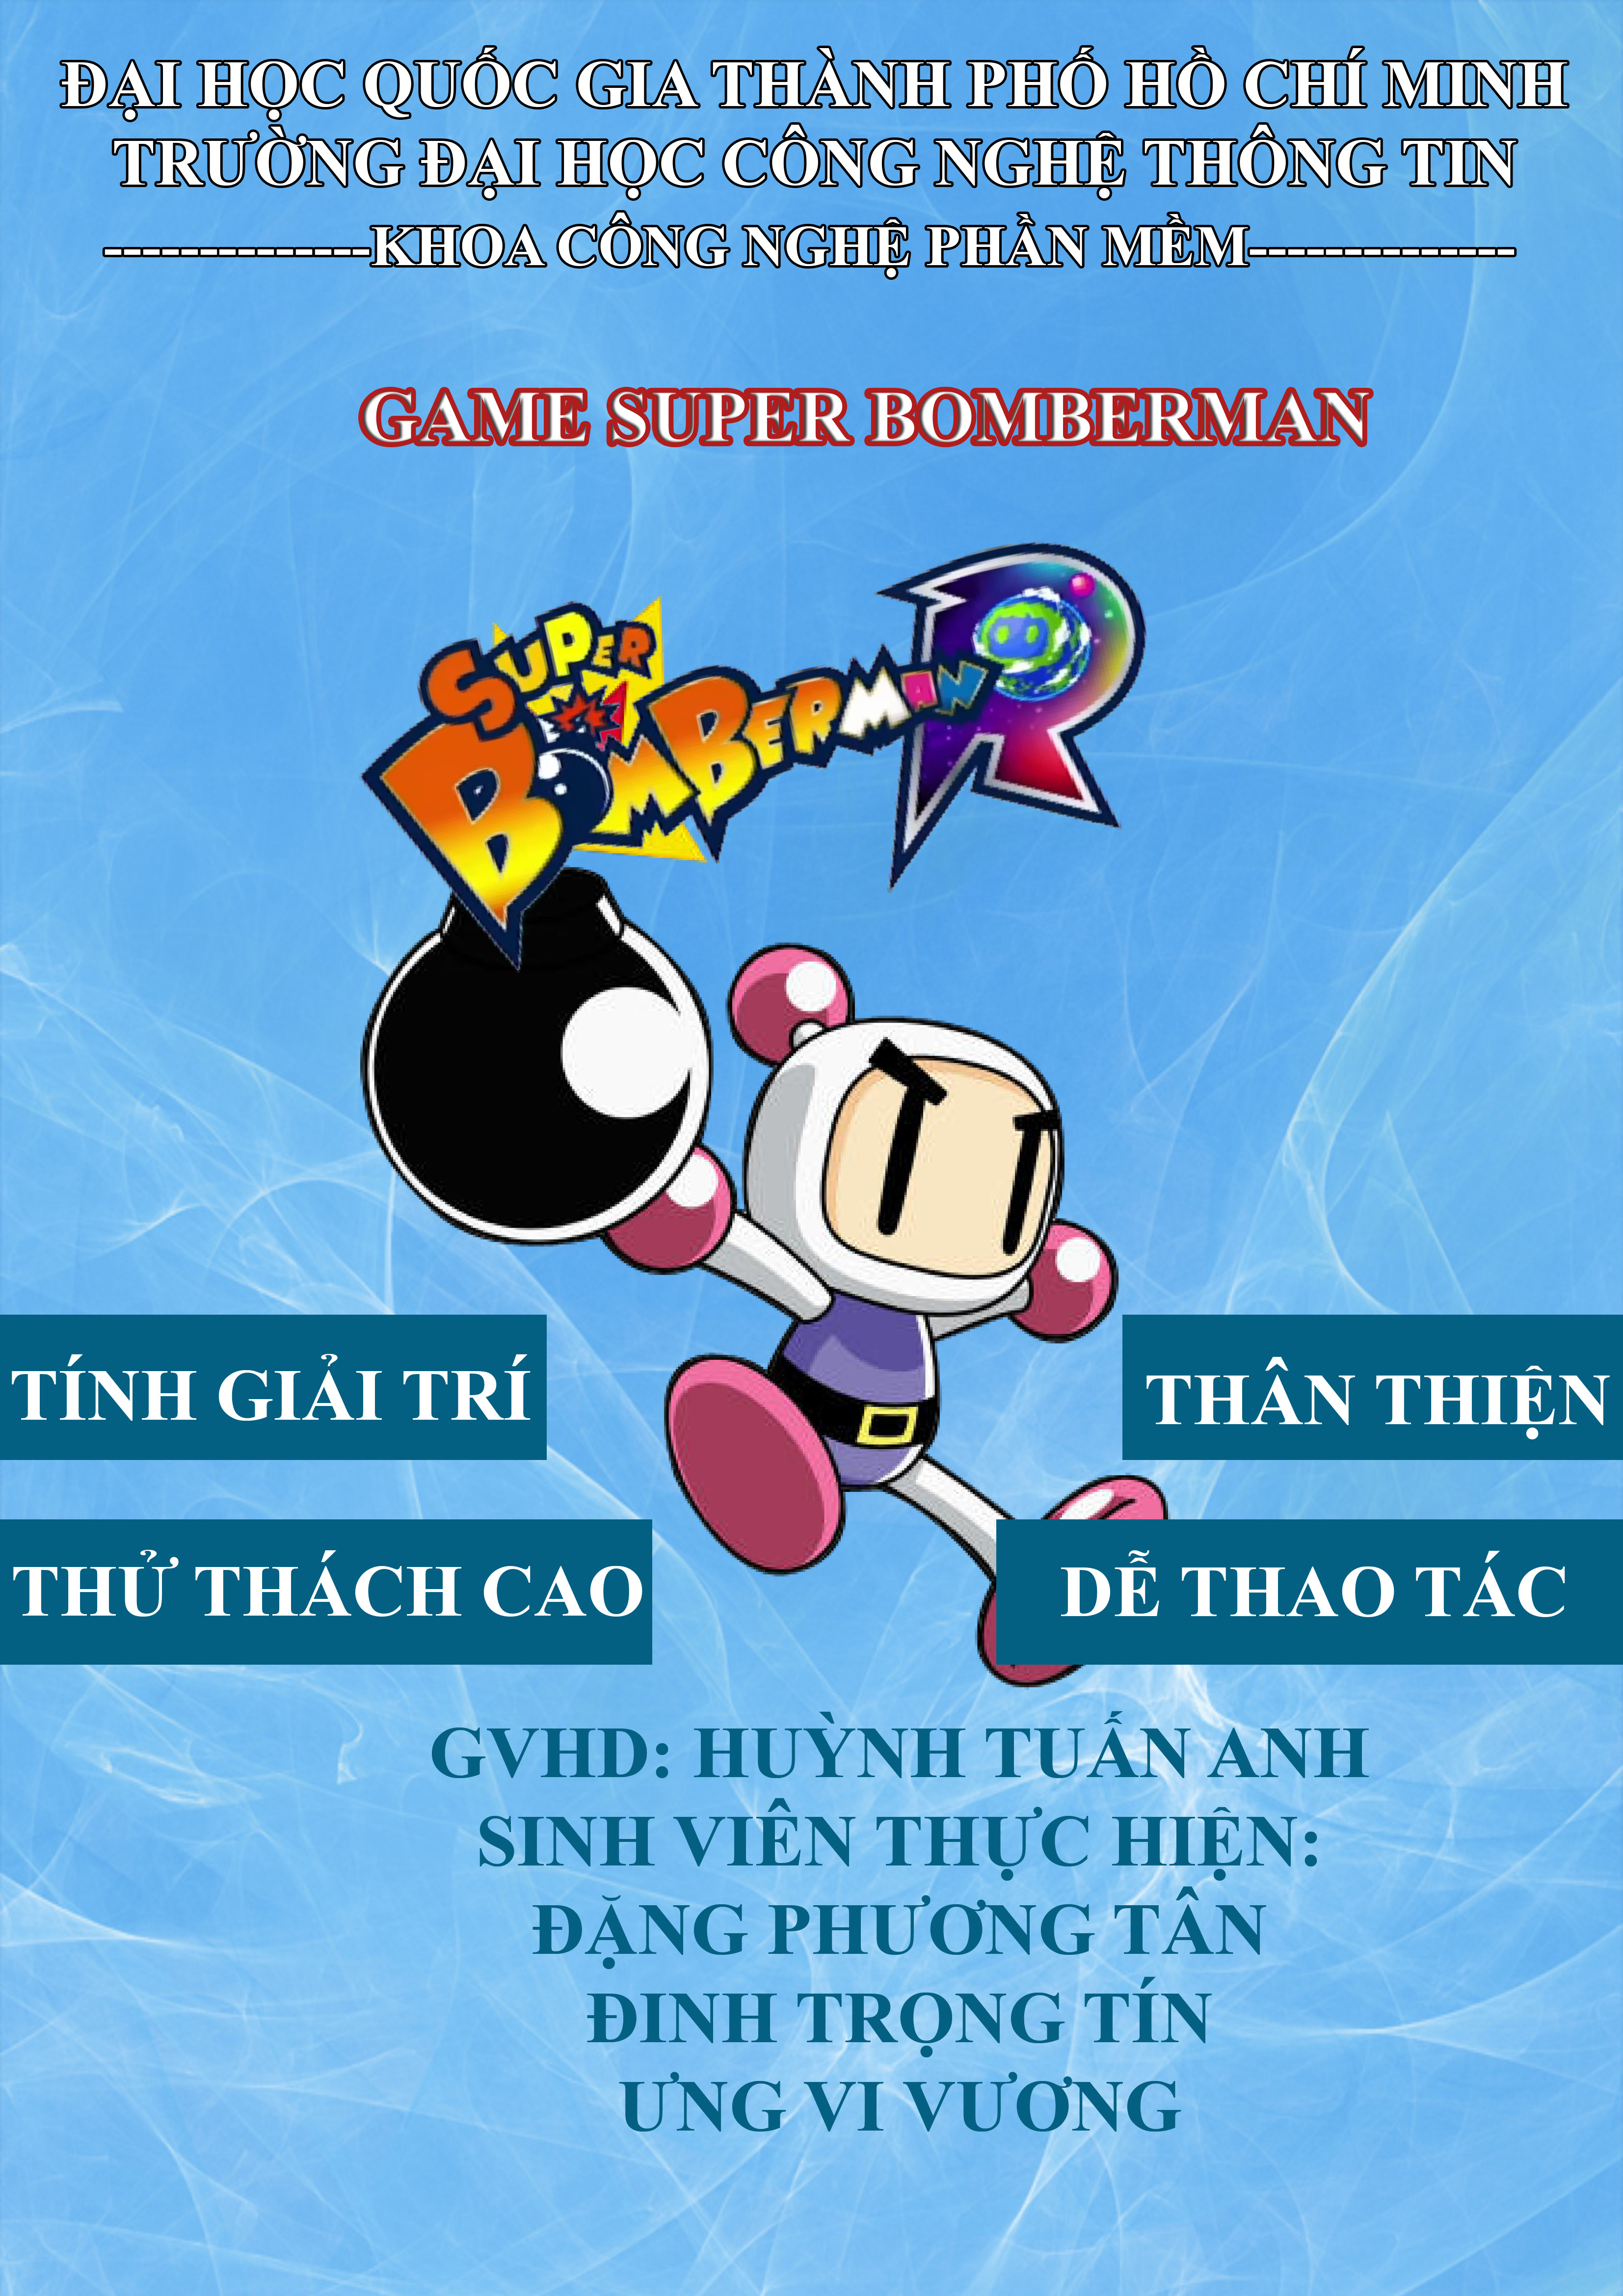 ĐẠI HỌC QUỐC GIA THÀNH PHỐ HỒ CHÍ MINH
TRƯỜNG ĐẠI HỌC CÔNG NGHỆ THÔNG TIN
--------------KHOA CÔNG NGHỆ PHẦN MỀM--------------
GAME SUPER BOMBERMAN
SUPER
BOMBERMAN R
TÍNH GIẢI TRÍ
THÂN THIỆN
THỬ THÁCH CAO
DỄ THAO TÁC
GVHD: HUỲNH TUẤN ANH
SINH VIÊN THỰC HIỆN:
ĐẶNG PHƯƠNG TÂN
ĐINH TRỌNG TÍN
ƯNG VI VƯƠNG